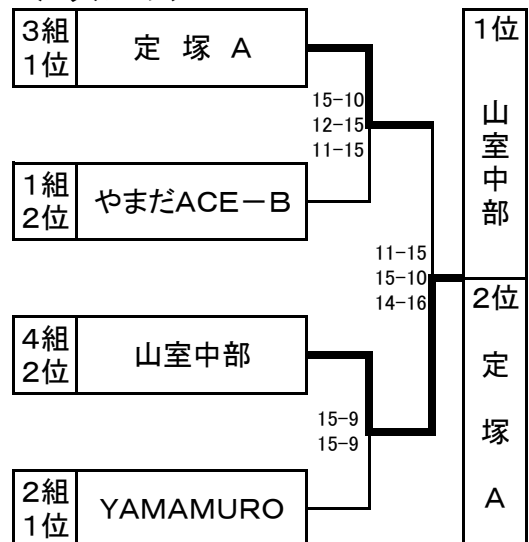 3組
1位
定 塚 A
15-10
12-15
11-15
1組
2位
やまだACE－B
11-15
15-10
14-16
4組
2位
山室中部
15-9
15-9
2組
1位
YAMAMURO
1位
山室中部
2位
定塚A